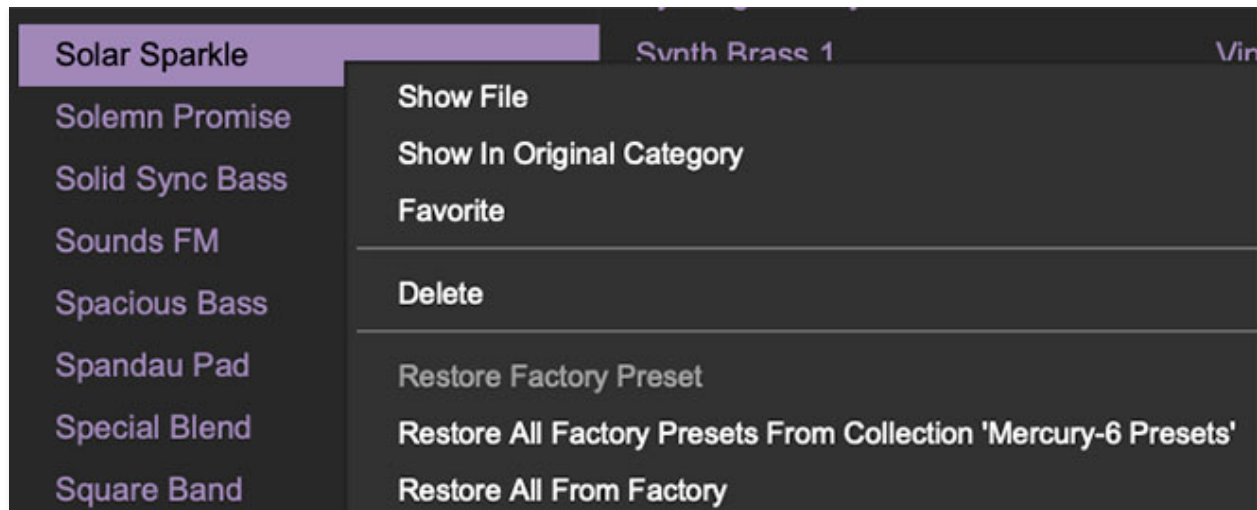 Solar Sparkle
Solemn Promise
Solid Sync Bass
Sounds FM
Spacious Bass
Spandau Pad
Special Blend
Square Band
Synth Brass 1
Show File
Show In Original Category
Favorite
Delete
Restore Factory Preset
Restore All Factory Presets From Collection 'Mercury-6 Presets'
Restore All From Factory